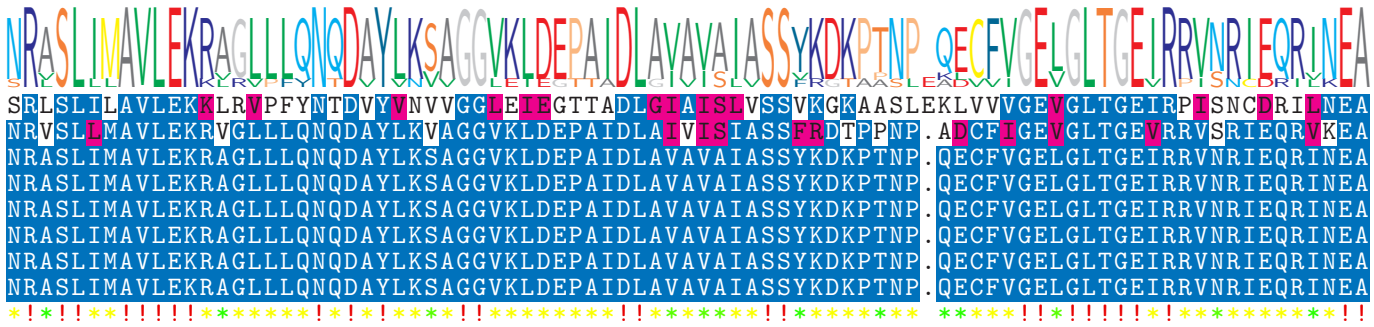 NRASLIMAVLEKRAGLLLQNQDAYLKSAGGVKLDEPAIDLAVAVAIASSYKDKPTNP QECFVGELGLTGEIRRVNRIEQRINEA
SRLSLILAVLEKKLRVPFYNTDVYVNVVGGLEIEGTTADLGIAISLVSSVKGKAASLEKLVVVGEVGLTGEIRPISNCDRILNEA
NRVSLLMAVLEKRVGLLLQNQDAYLKVAGGVKLDEPAIDLAIVISIASSFRDTPPNP.ADCFIGEVGLTGEVRRVSRIEQRVKEA
NRASLIMAVLEKRAGLLLQNQDAYLKSAGGVKLDEPAIDLAVAVAIASSYKDKPTNP.QECFVGELGLTGEIRRVNRIEQRINEA
NRASLIMAVLEKRAGLLLQNQDAYLKSAGGVKLDEPAIDLAVAVAIASSYKDKPTNP.QECFVGELGLTGEIRRVNRIEQRINEA
NRASLIMAVLEKRAGLLLQNQDAYLKSAGGVKLDEPAIDLAVAVAIASSYKDKPTNP.QECFVGELGLTGEIRRVNRIEQRINEA
NRASLIMAVLEKRAGLLLQNQDAYLKSAGGVKLDEPAIDLAVAVAIASSYKDKPTNP.QECFVGELGLTGEIRRVNRIEQRINEA
NRASLIMAVLEKRAGLLLQNQDAYLKSAGGVKLDEPAIDLAVAVAIASSYKDKPTNP.QECFVGELGLTGEIRRVNRIEQRINEA
NRASLIMAVLEKRAGLLLQNQDAYLKSAGGVKLDEPAIDLAVAVAIASSYKDKPTNP.QECFVGELGLTGEIRRVNRIEQRINEA
*!*!!**!!!!!*******!*!*!****!!********!!*******!!******** *****!!*!!!!!*!**********!!